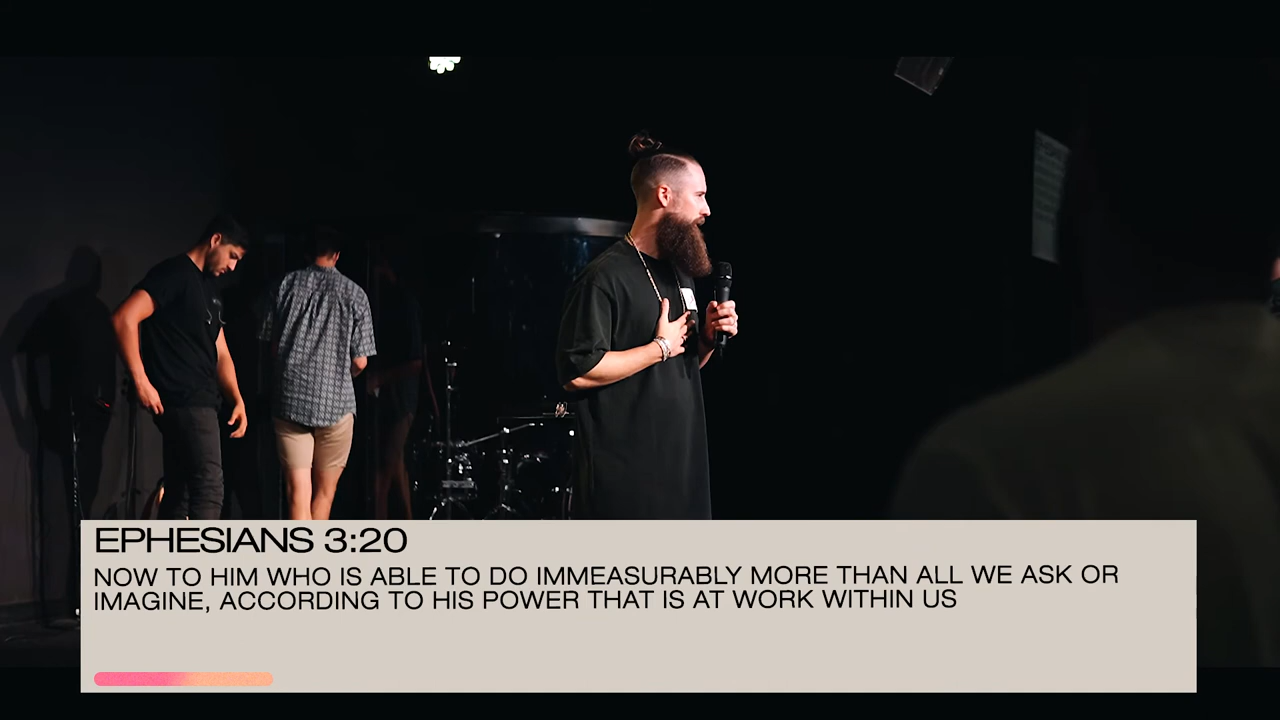 EPHESIANS 3:20
NOW TO HIM WHO IS ABLE TO DO IMMEASURABLY MORE THAN ALL WE ASK OR
IMAGINE, ACCORDING TO HIS POWER THAT IS AT WORK WITHIN US